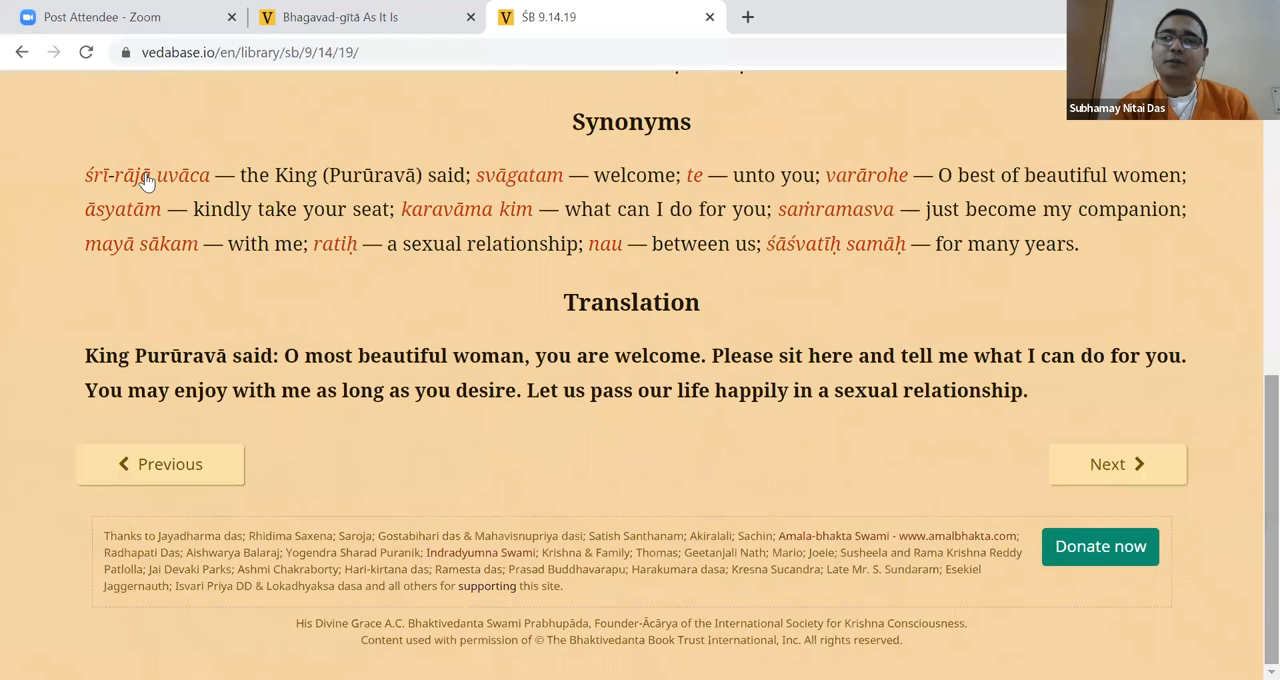 Post Attendee - Zoom
Bhagavad-gītā As It Is
ŚB 9.14.19
vedabase.io/en/library/sb/9/14/19/
Subhamay Nitai Das
Synonyms
śrī-rājā uvāca — the King (Purūravā) said; svāgatam — welcome; te — unto you; varārohe — O best of beautiful women;
āsyatām — kindly take your seat; karavāma kim — what can I do for you; saṁramasva — just become my companion;
mayā sākam — with me; ratiḥ — a sexual relationship; nau — between us; śāśvatīḥ samāḥ — for many years.
Translation
King Purūravā said: O most beautiful woman, you are welcome. Please sit here and tell me what I can do for you.
You may enjoy with me as long as you desire. Let us pass our life happily in a sexual relationship.
Previous
Next
Thanks to Jayadharma das; Rhidima Saxena; Saroja; Gostabihari das & Mahavisnupriya dasi; Satish Santhanam; Akiralali; Sachin; Amala-bhakta Swami - www.amalbhakta.com;
Radhapati Das; Aishwarya Balaraj; Yogendra Sharad Puranik; Indradyumna Swami; Krishna & Family; Thomas; Geetanjali Nath; Mario; Joeie; Susheela and Rama Krishna Reddy
Patlolla; Jai Devaki Parks; Ashmi Chakraborty; Hari-kirtana das; Ramesta das; Prasad Buddhavarapu; Harakumara dasa; Kresna Sucandra; Late Mr. S. Sundaram; Esekiel
Jaggernauth; Isvari Priya DD & Lokadhyaksa dasa and all others for supporting this site.
Donate now
His Divine Grace A.C. Bhaktivedanta Swami Prabhupāda, Founder-Ācārya of the International Society for Krishna Consciousness.
Content used with permission of © The Bhaktivedanta Book Trust International, Inc. All rights reserved.